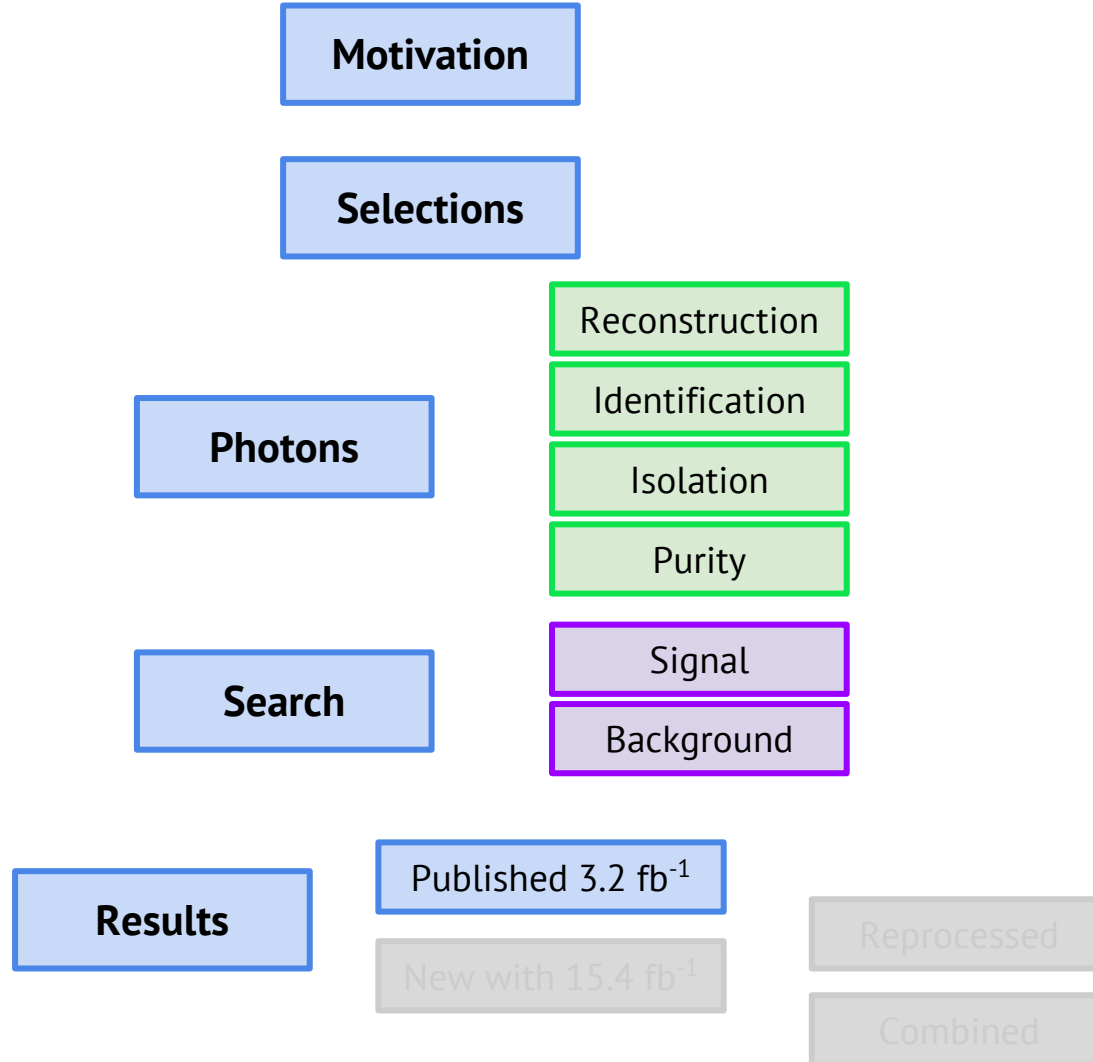 Motivation
Selections
Photons
Reconstruction
Identification
Isolation
Purity
Search
Signal
Background
Results
Published 3.2 fb⁻¹
New with 15.4 fb⁻¹
Reprocessed
Combined